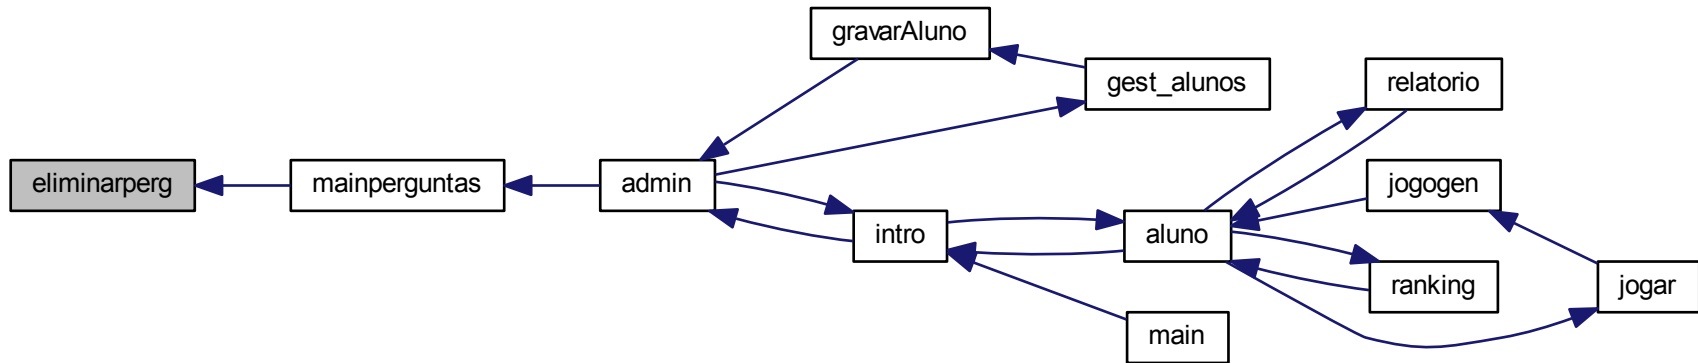 gravarAluno
gest_alunos
relatorio
eliminarperg
mainperguntas
admin
jogogen
intro
aluno
ranking
jogar
main